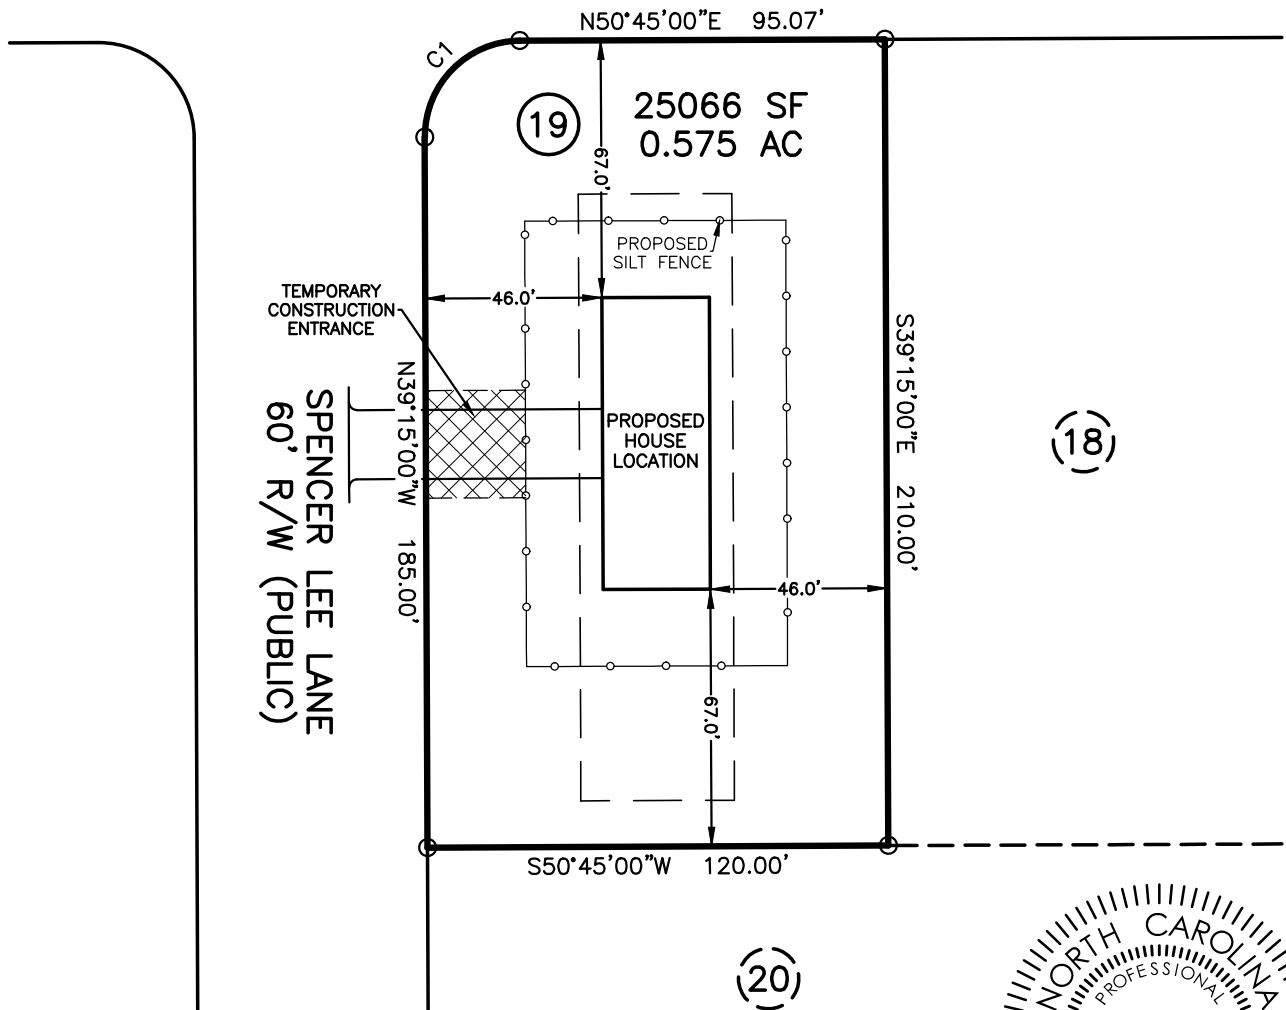 N50°45'00"E 95.07'
C1
19
25066 SF
0.575 AC
67.0'
PROPOSED
SILT FENCE
TEMPORARY
CONSTRUCTION
ENTRANCE
46.0'
N39°15'00"W 185.00'
S39°15'00"E 210.00'
SPENCER LEE LANE
60' R/W (PUBLIC)
PROPOSED
HOUSE
LOCATION
18
46.0'
67.0'
S50°45'00"W 120.00'
20
NORTH CAROLINA
PROFESSIONAL